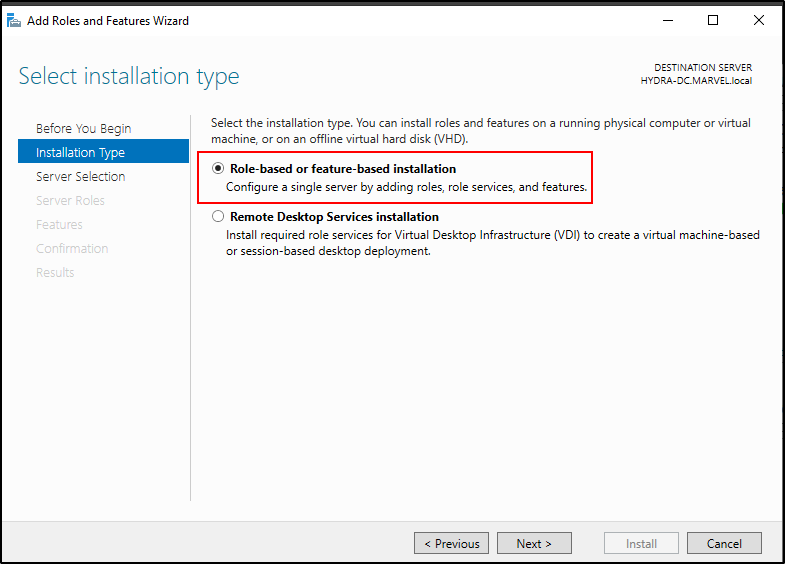 Add Roles and Features Wizard
Select installation type
DESTINATION SERVER
HYDRA-DC.MARVEL.local
Before You Begin
Installation Type
Server Selection
Server Roles
Features
Confirmation
Results
Select the installation type. You can install roles and features on a running physical computer or virtual
machine, or on an offline virtual hard disk (VHD).
Role-based or feature-based installation
Configure a single server by adding roles, role services, and features.
Remote Desktop Services installation
Install required role services for Virtual Desktop Infrastructure (VDI) to create a virtual machine-based
or session-based desktop deployment.
< Previous
Next >
Install
Cancel